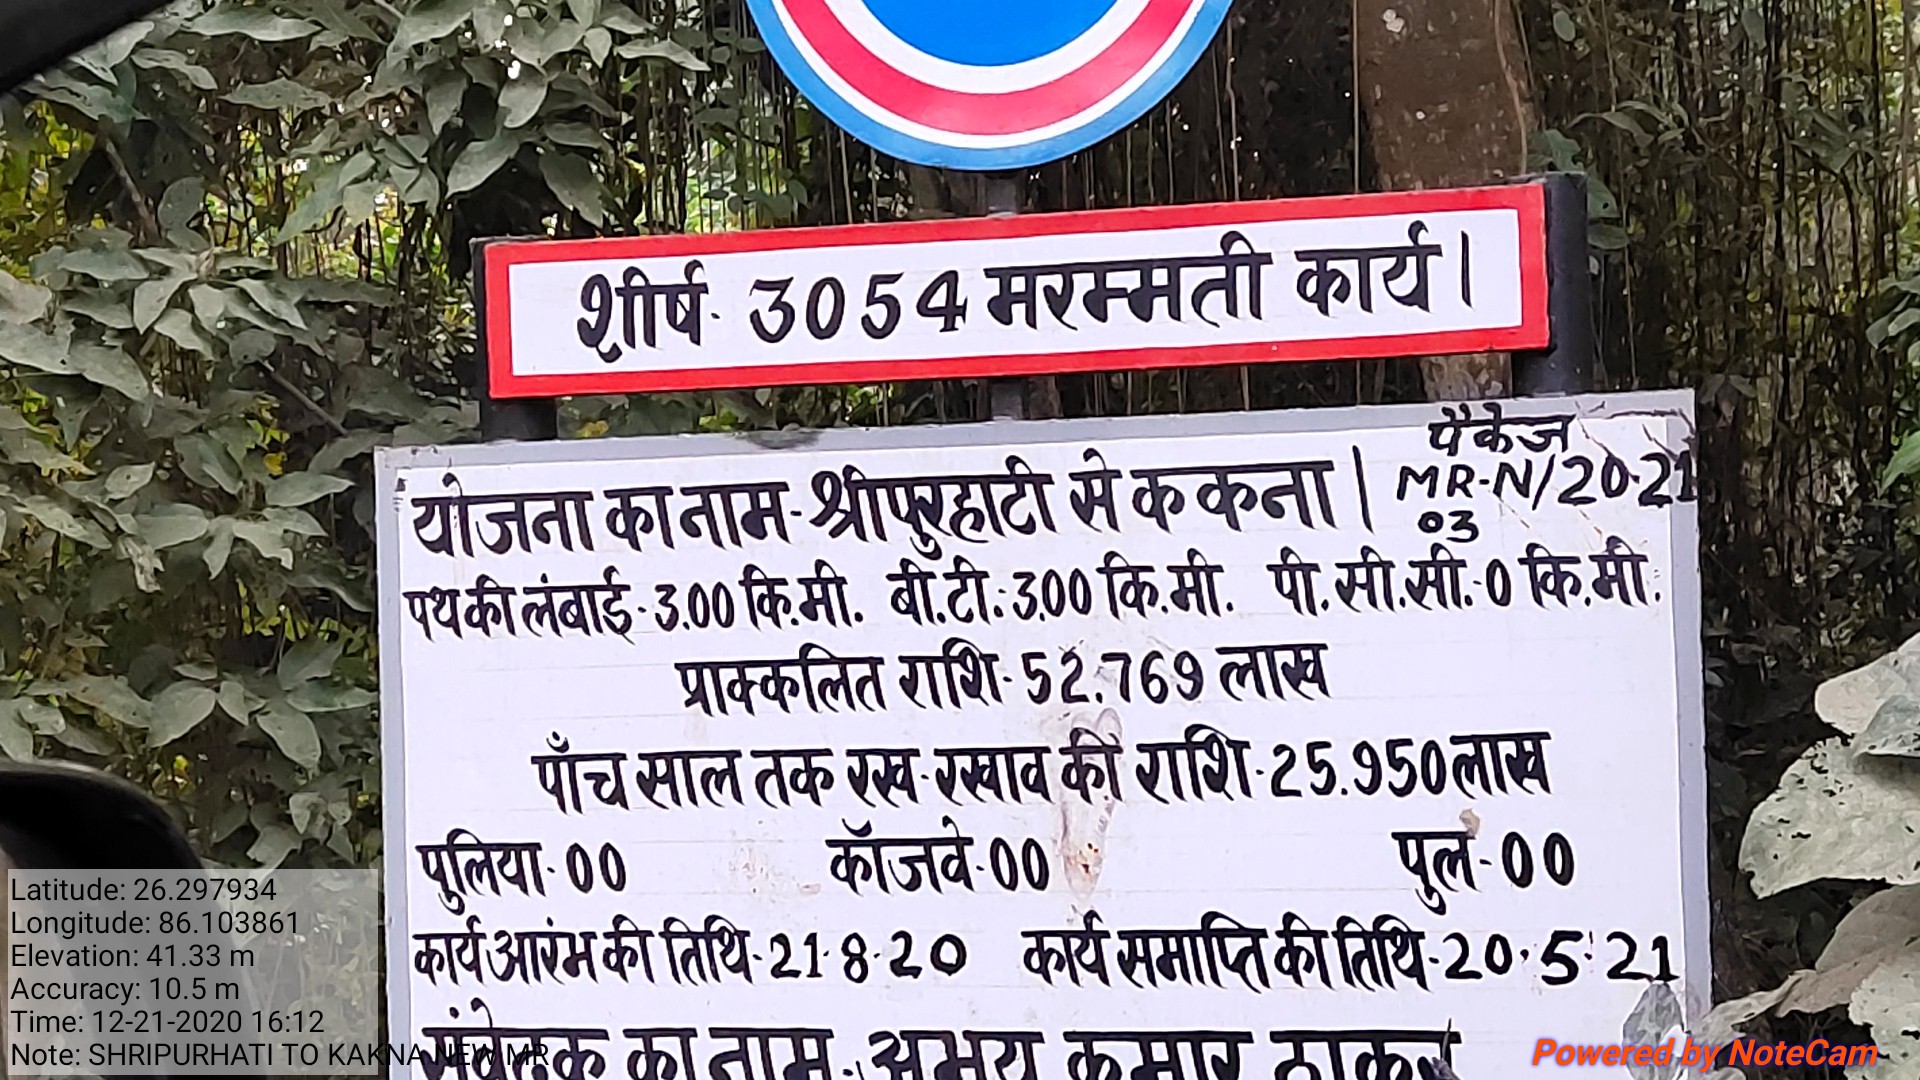 शीर्ष- 3054 मरम्मती कार्य।
पैकेज
योजना का नाम-श्रीपुरहाटी से ककना। MR-N/20-21
03
पथ की लंबाई-3.00 कि.मी. बी.टी.:3.00 कि.मी. पी.सी.सी.-0 कि.मी.
प्राक्कलित राशि-52.769 लाख
पाँच साल तक रख-रखाव की राशि-25.950 लाख
पुलिया-00 कॉजवे-00 पुल-00
कार्य आरंभ की तिथि-21-8-20 कार्य समाप्ति की तिथि-20.5.21
संवेदक का नाम-अभय कुमार ठाकुर
Latitude: 26.297934
Longitude: 86.103861
Elevation: 41.33 m
Accuracy: 10.5 m
Time: 12-21-2020 16:12
Note: SHRIPURHATI TO KAKNA NEW MR
Powered by NoteCam